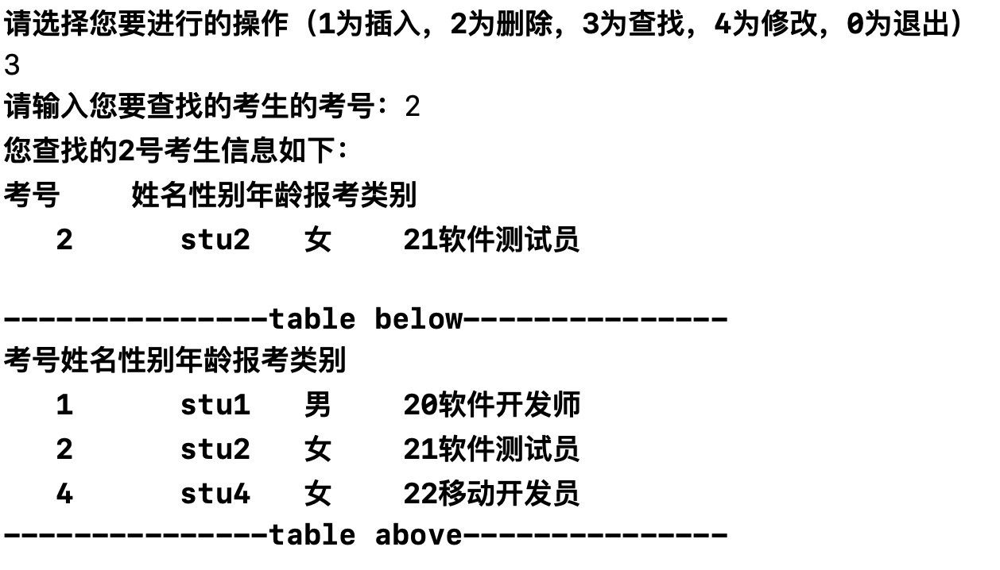 请选择您要进行的操作（1为插入，2为删除，3为查找，4为修改，0为退出）
3
请输入您要查找的考生的考号：2
您查找的2号考生信息如下：
考号    姓名性别年龄报考类别
   2      stu2   女    21软件测试员
---------------table below---------------
考号姓名性别年龄报考类别
   1      stu1   男    20软件开发师
   2      stu2   女    21软件测试员
   4      stu4   女    22移动开发员
---------------table above---------------